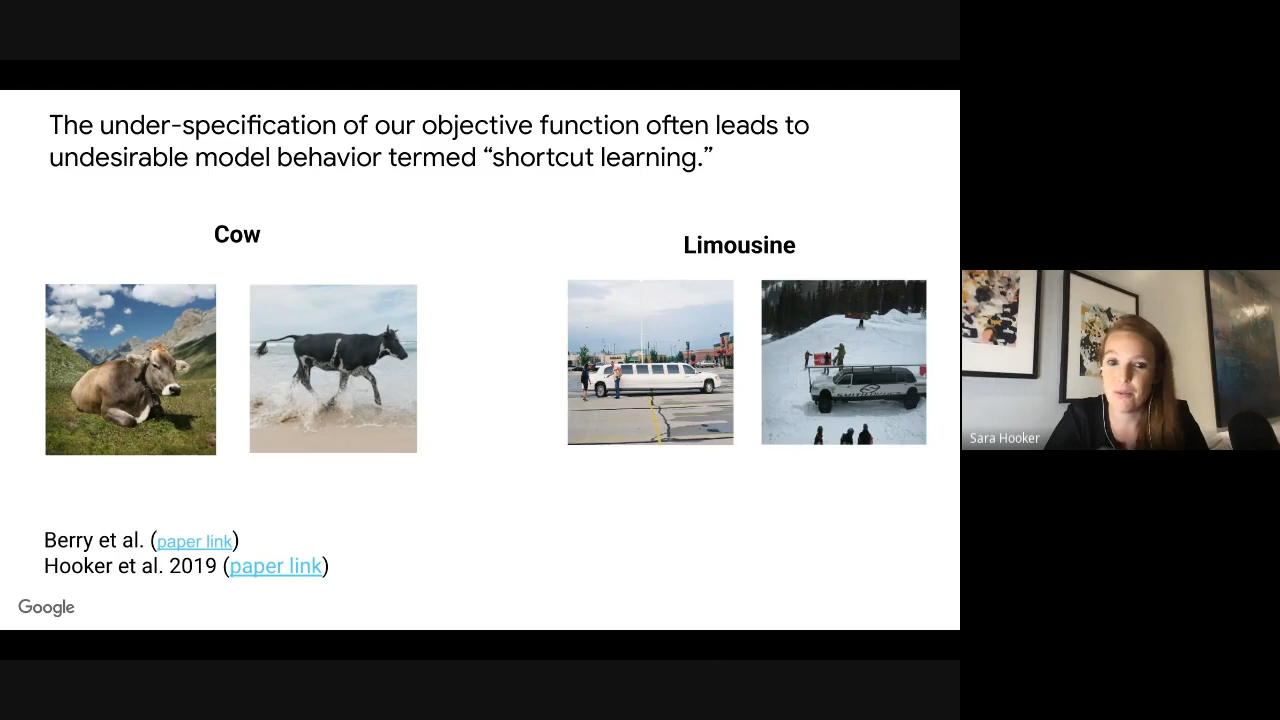 The under-specification of our objective function often leads to
undesirable model behavior termed “shortcut learning.”
Cow
Limousine
Berry et al. (paper link)
Hooker et al. 2019 (paper link)
Google
Sara Hooker